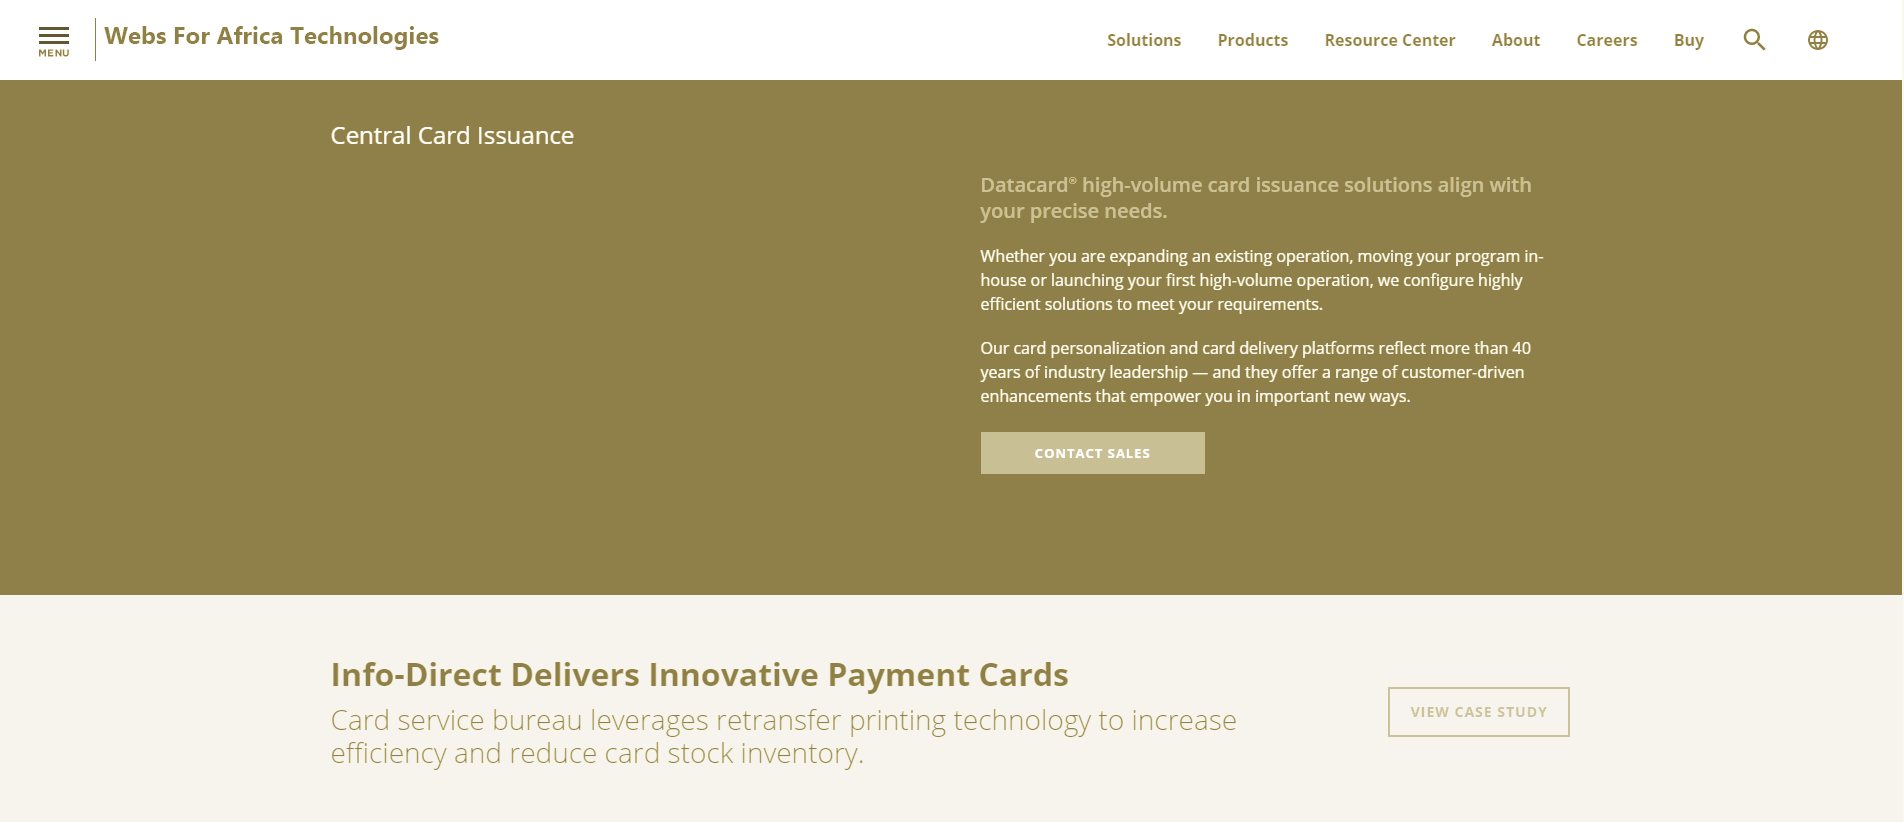 MENU
Webs For Africa Technologies
Solutions
Products
Resource Center
About
Careers
Buy
Central Card Issuance
Datacard® high-volume card issuance solutions align with
your precise needs.
Whether you are expanding an existing operation, moving your program in-
house or launching your first high-volume operation, we configure highly
efficient solutions to meet your requirements.
Our card personalization and card delivery platforms reflect more than 40
years of industry leadership — and they offer a range of customer-driven
enhancements that empower you in important new ways.
CONTACT SALES
Info-Direct Delivers Innovative Payment Cards
Card service bureau leverages retransfer printing technology to increase
efficiency and reduce card stock inventory.
VIEW CASE STUDY